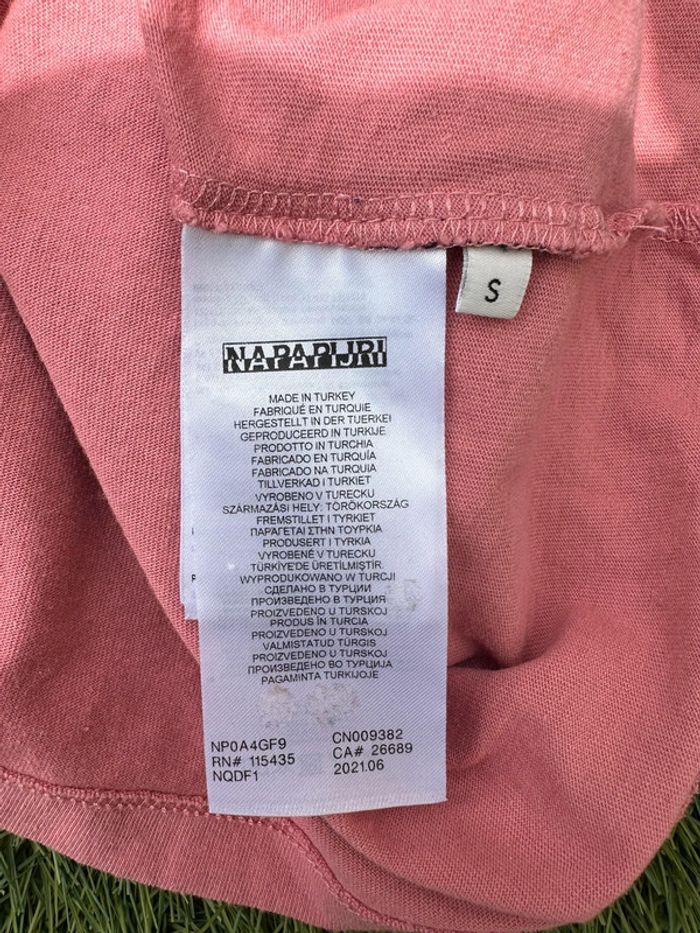 S
NAPAPIJRI
MADE IN TURKEY
FABRIQUÉ EN TURQUIE
HERGESTELLT IN DER TUERKEI
GEPRODUCEERD IN TURKIJE
PRODOTTO IN TURCHIA
FABRICADO EN TURQUÍA
FABRICADO NA TURQUIA
TILLVERKAD I TURKIET
VYROBENO V TURECKU
SZÁRMAZÁSI HELY: TÖRÖKORSZÁG
FREMSTILLET I TYRKIET
ΠΑΡΑΓΕΤΑΙ ΣΤΗΝ ΤΟΥΡΚΙΑ
PRODUSERT I TYRKIA
VYROBENÉ V TURECKU
TÜRKİYE'DE ÜRETİLMİŞTİR.
WYPRODUKOWANO W TURCJI
СДЕЛАНО В ТУРЦИИ
ПРОИЗВЕДЕНО В ТУРЦИЯ
PROIZVEDENO U TURSKOJ
PRODUS ÎN TURCIA
VALMISTATUD TÜRGIS
PROIZVEDENO U TURSKOJ
ПРОИЗВЕДЕНО ВО ТУРЦИЈА
PAGAMINTA TURKIJOJE
NP0A4GF9 CN009382
RN# 115435 CA# 26689
NQDF1 2021.06